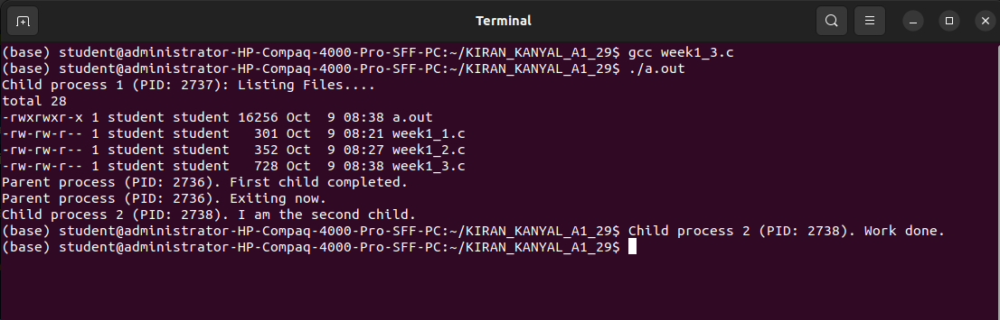 Terminal
(base) student@administrator-HP-Compaq-4000-Pro-SFF-PC:~/KIRAN_KANYAL_A1_29$ gcc week1_3.c
(base) student@administrator-HP-Compaq-4000-Pro-SFF-PC:~/KIRAN_KANYAL_A1_29$ ./a.out
Child process 1 (PID: 2737): Listing Files....
total 28
-rwxrwxr-x 1 student student 16256 Oct  9 08:38 a.out
-rw-rw-r-- 1 student student   301 Oct  9 08:21 week1_1.c
-rw-rw-r-- 1 student student   352 Oct  9 08:27 week1_2.c
-rw-rw-r-- 1 student student   728 Oct  9 08:38 week1_3.c
Parent process (PID: 2736). First child completed.
Parent process (PID: 2736). Exiting now.
Child process 2 (PID: 2738). I am the second child.
(base) student@administrator-HP-Compaq-4000-Pro-SFF-PC:~/KIRAN_KANYAL_A1_29$ Child process 2 (PID: 2738). Work done.
(base) student@administrator-HP-Compaq-4000-Pro-SFF-PC:~/KIRAN_KANYAL_A1_29$